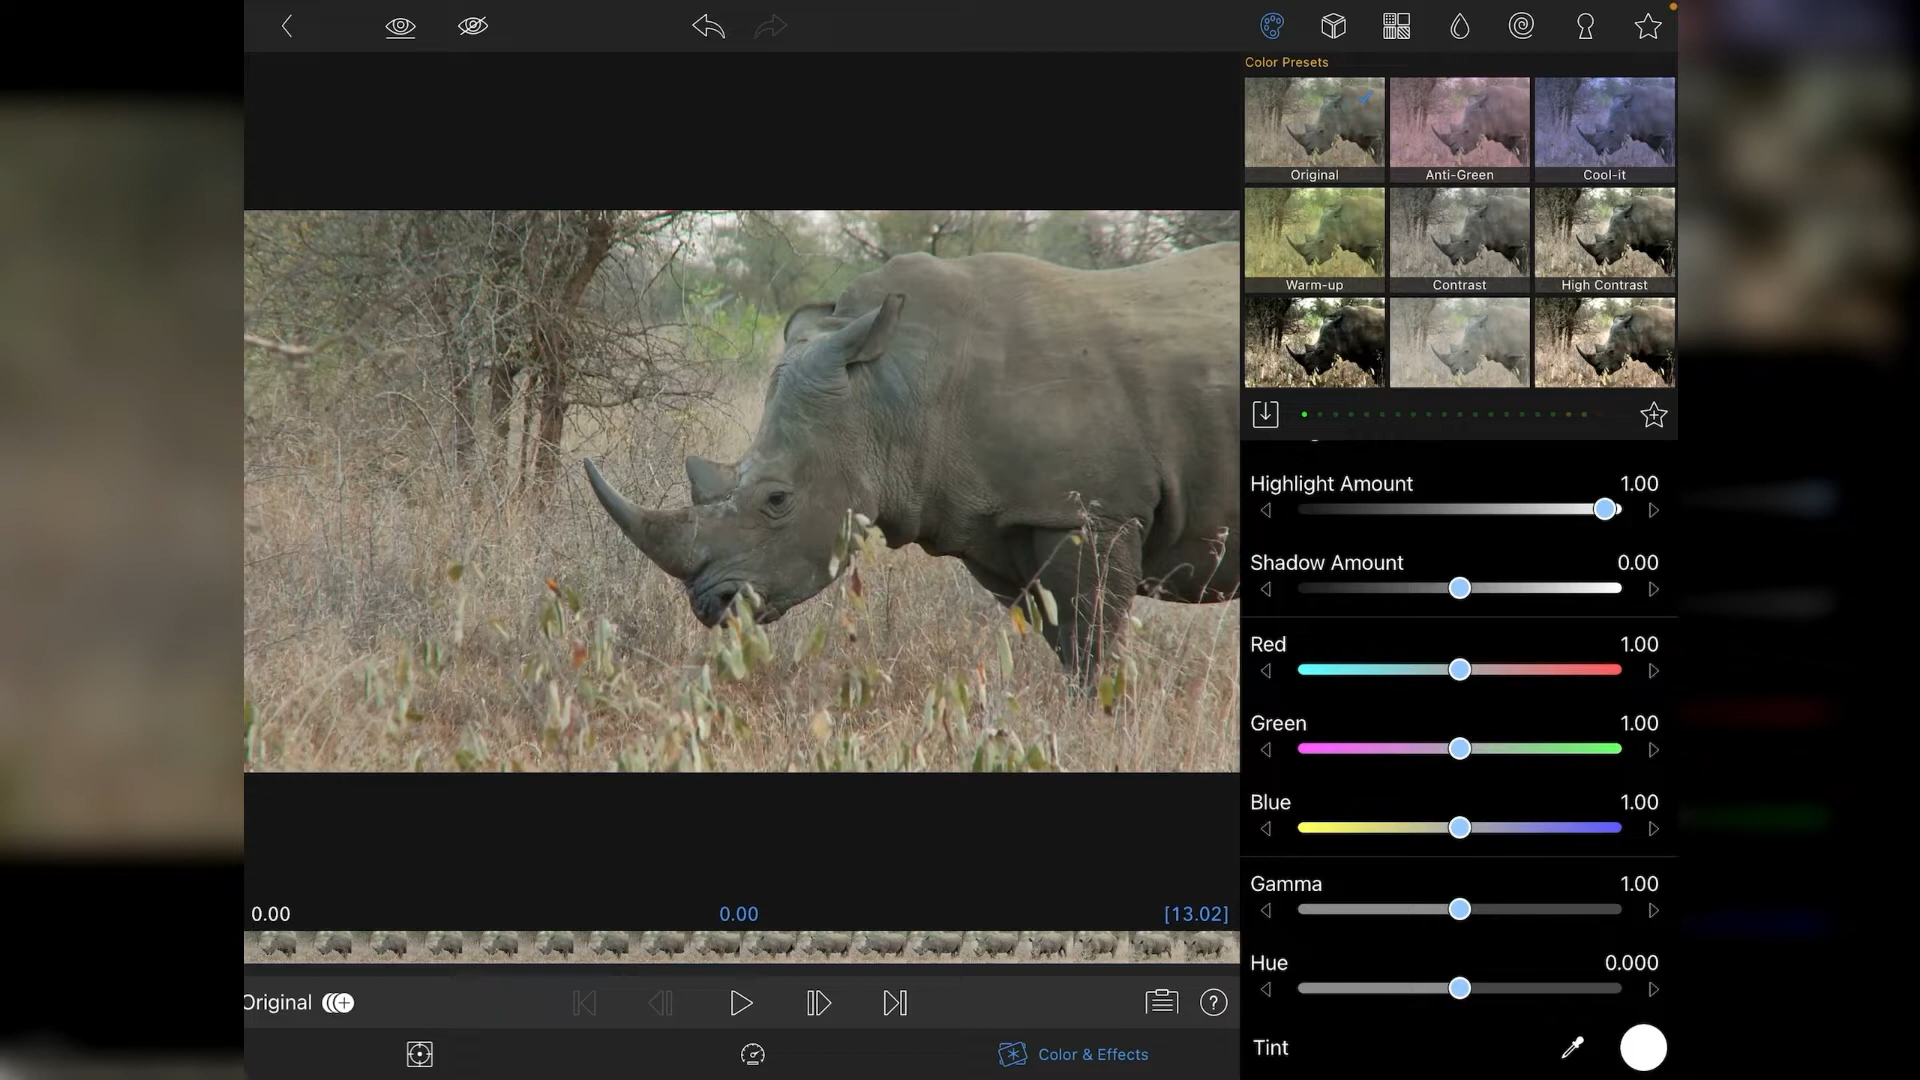 Color Presets
Original
Anti-Green
Cool-it
Warm-up
Contrast
High Contrast
Highlight Amount 1.00
Shadow Amount 0.00
Red 1.00
Green 1.00
Blue 1.00
Gamma 1.00
Hue 0.000
Tint
0.00 0.00 [13.02]
Original
?
Color & Effects